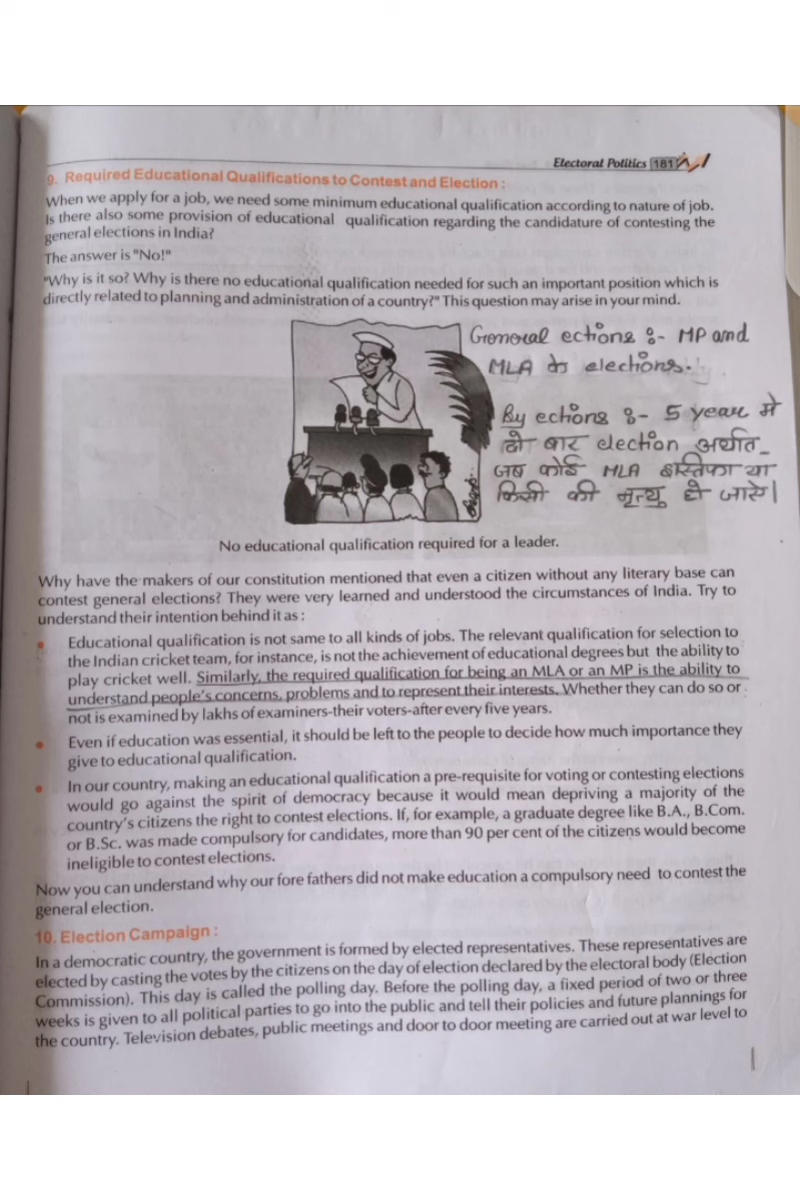 Electoral Politics 181
9. Required Educational Qualifications to Contest and Election :
When we apply for a job, we need some minimum educational qualification according to nature of job.
Is there also some provision of educational qualification regarding the candidature of contesting the
general elections in India?
The answer is "No!"
"Why is it so? Why is there no educational qualification needed for such an important position which is
directly related to planning and administration of a country?" This question may arise in your mind.
General ections :- MP and
MLA के elections.
By ections :- 5 year मे
दो बार election अर्थात
जब कोई MLA इस्तिफा या
किसी की मृत्यु हो जाऐ।
No educational qualification required for a leader.
Why have the makers of our constitution mentioned that even a citizen without any literary base can
contest general elections? They were very learned and understood the circumstances of India. Try to
understand their intention behind it as :
• Educational qualification is not same to all kinds of jobs. The relevant qualification for selection to
the Indian cricket team, for instance, is not the achievement of educational degrees but the ability to
play cricket well. Similarly, the required qualification for being an MLA or an MP is the ability to
understand people's concerns, problems and to represent their interests. Whether they can do so or
not is examined by lakhs of examiners-their voters-after every five years.
• Even if education was essential, it should be left to the people to decide how much importance they
give to educational qualification.
• In our country, making an educational qualification a pre-requisite for voting or contesting elections
would go against the spirit of democracy because it would mean depriving a majority of the
country's citizens the right to contest elections. If, for example, a graduate degree like B.A., B.Com.
or B.Sc. was made compulsory for candidates, more than 90 per cent of the citizens would become
ineligible to contest elections.
Now you can understand why our fore fathers did not make education a compulsory need to contest the
general election.
10. Election Campaign :
In a democratic country, the government is formed by elected representatives. These representatives are
elected by casting the votes by the citizens on the day of election declared by the electoral body (Election
Commission). This day is called the polling day. Before the polling day, a fixed period of two or three
weeks is given to all political parties to go into the public and tell their policies and future plannings for
the country. Television debates, public meetings and door to door meeting are carried out at war level to